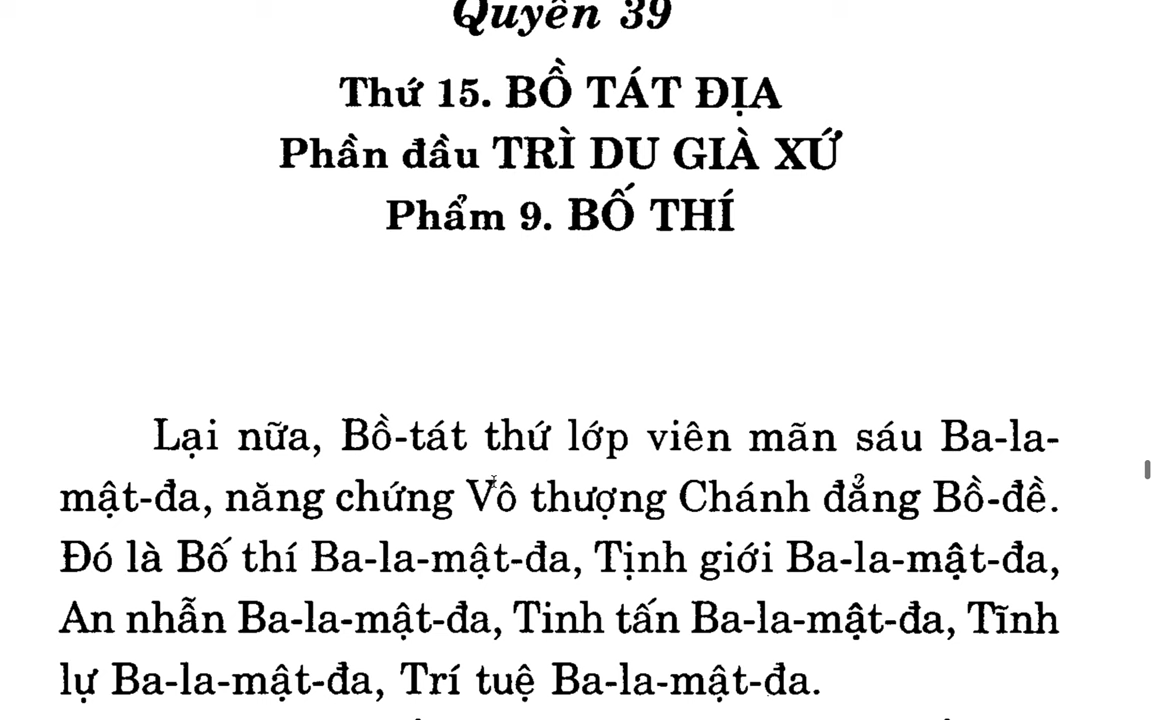 Quyển 39
Thứ 15. BỒ TÁT ĐỊA
Phần đầu TRÌ DU GIÀ XỨ
Phẩm 9. BỐ THÍ
Lại nữa, Bồ-tát thứ lớp viên mãn sáu Ba-la-
mật-đa, năng chứng Vô thượng Chánh đẳng Bồ-đề.
Đó là Bố thí Ba-la-mật-đa, Tịnh giới Ba-la-mật-đa,
An nhẫn Ba-la-mật-đa, Tinh tấn Ba-la-mật-đa, Tĩnh
lự Ba-la-mật-đa, Trí tuệ Ba-la-mật-đa.